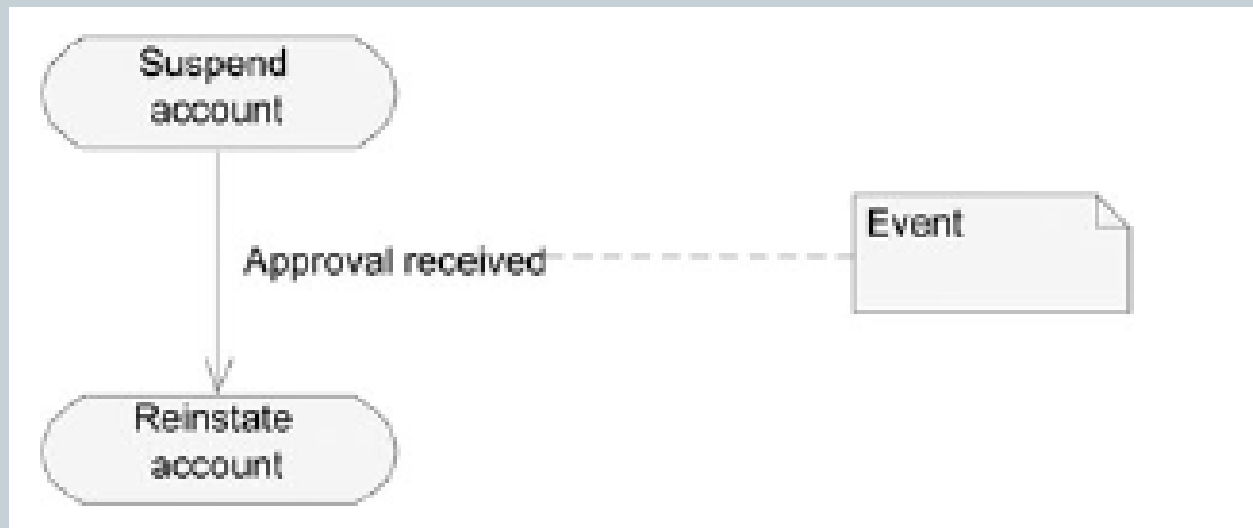 Suspend
account
Event
Approval received
Reinstate
account